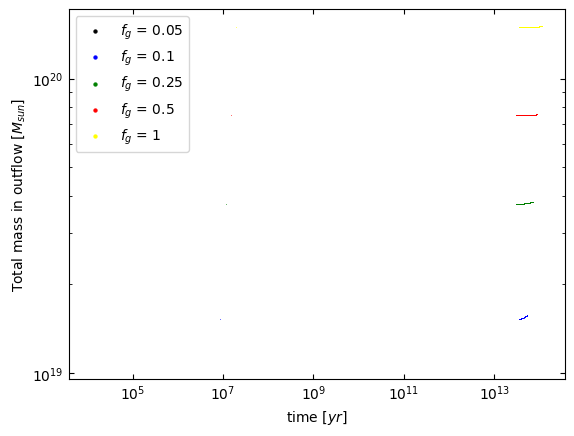 f_g = 0.05
f_g = 0.1
f_g = 0.25
f_g = 0.5
f_g = 1
Total mass in outflow [M_sun]
10^20
10^19
10^5 10^7 10^9 10^11 10^13
time [yr]